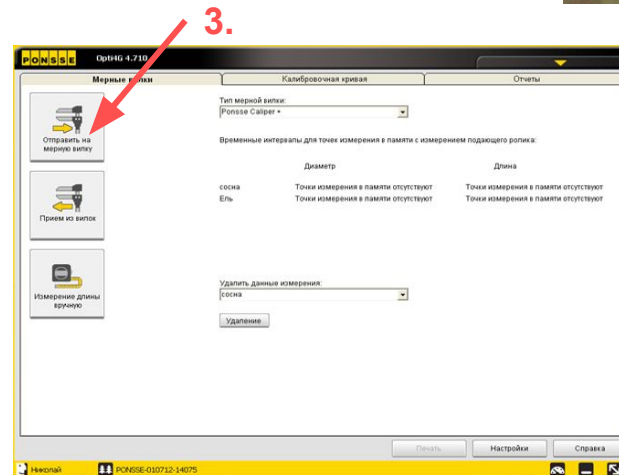 3.
PONSSE OptiHG 4.710
Мерные вилки Калибровочная кривая Отчеты
Отправить на
мерную вилку
Прием из вилок
Измерение длины
вручную
Тип мерной вилки:
Ponsse Caliper +
Временные интервалы для точек измерения в памяти с измерением подающего ролика:
Диаметр Длина
сосна Точки измерения в памяти отсутствуют Точки измерения в памяти отсутствуют
Ель Точки измерения в памяти отсутствуют Точки измерения в памяти отсутствуют
Удалить данные измерения:
сосна
Удаление
Печать Настройки Справка
Николай PONSSE-010712-14075